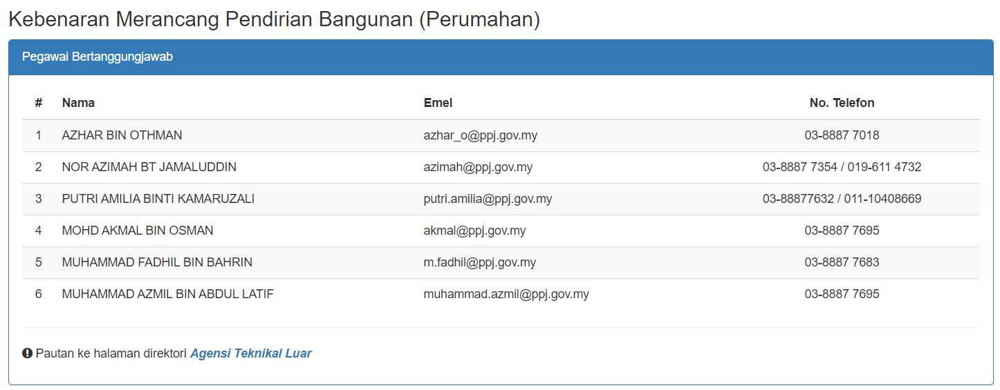 Kebenaran Merancang Pendirian Bangunan (Perumahan)
Pegawai Bertanggungjawab
# Nama Emel No. Telefon
1 AZHAR BIN OTHMAN azhar_o@ppj.gov.my 03-8887 7018
2 NOR AZIMAH BT JAMALUDDIN azimah@ppj.gov.my 03-8887 7354 / 019-611 4732
3 PUTRI AMILIA BINTI KAMARUZALI putri.amilia@ppj.gov.my 03-88877632 / 011-10408669
4 MOHD AKMAL BIN OSMAN akmal@ppj.gov.my 03-8887 7695
5 MUHAMMAD FADHIL BIN BAHRIN m.fadhil@ppj.gov.my 03-8887 7683
6 MUHAMMAD AZMIL BIN ABDUL LATIF muhammad.azmil@ppj.gov.my 03-8887 7695
Pautan ke halaman direktori Agensi Teknikal Luar